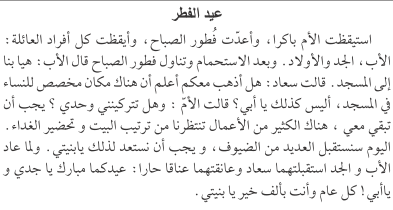 عيد الفطر
استيقظت الأم باكرا، وأعدّت فُطور الصباح، وأيقظت كل أفراد العائلة:
الأب، الجد والأولاد. وبعد الاستحمام وتناول فطور الصباح قال الأب: هيا بنا
إلى المسجد. قالت سعاد: هل أذهب معكم أعلم أن هناك مكان مخصص للنساء
في المسجد، أليس كذلك يا أبي؟ قالت الأمّ: وهل تتركينني وحدي؟ يجب أن
تبقي معي، هناك الكثير من الأعمال تنتظرنا من ترتيب البيت و تحضير الغداء.
اليوم سنستقبل العديد من الضيوف، و يجب أن نستعد لذلك يابنيتي. ولما عاد
الأب و الجد استقبلتهما سعاد وعانقتهما عناقا حارا: عيدكما مبارك يا جدي و
ياأبي! كل عام وأنت بألف خير يا بنيتي.